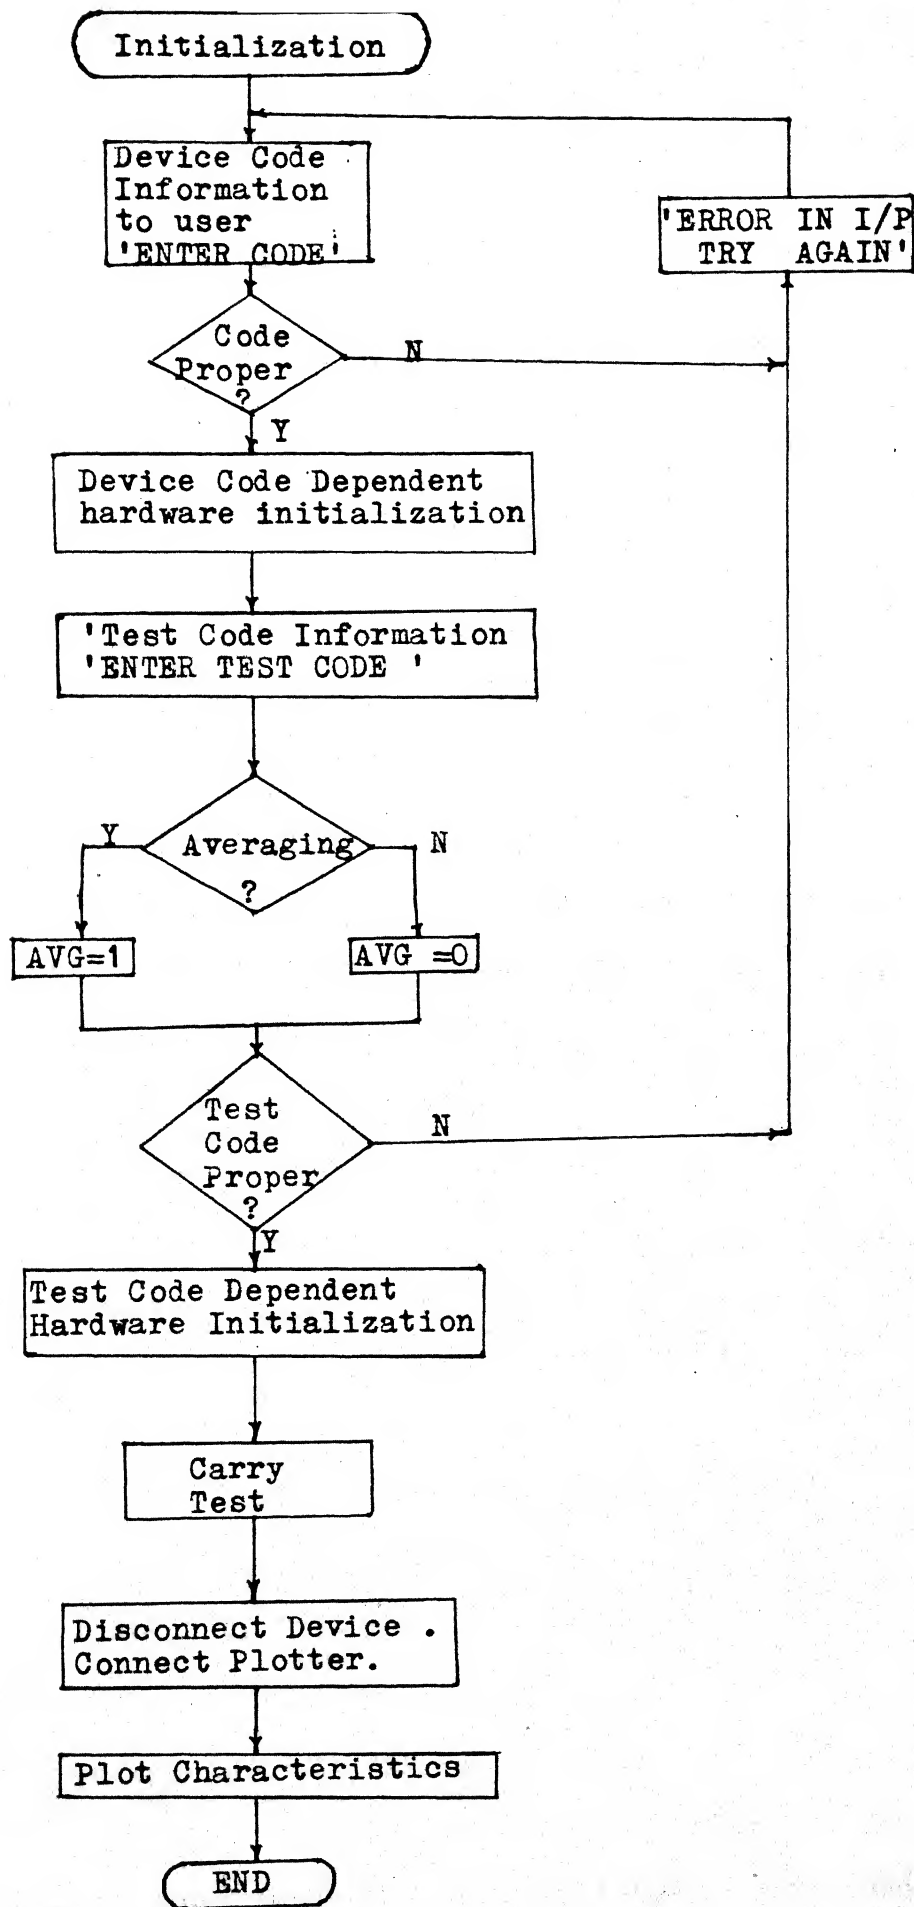 Initialization
Device Code
Information
to user
'ENTER CODE'
'ERROR IN I/P
TRY AGAIN'
Code
Proper
?
N
Y
Device Code Dependent
hardware initialization
'Test Code Information
'ENTER TEST CODE '
Averaging
?
Y
N
AVG=1
AVG =0
Test
Code
Proper
?
N
Y
Test Code Dependent
Hardware Initialization
Carry
Test
Disconnect Device .
Connect Plotter.
Plot Characteristics
END